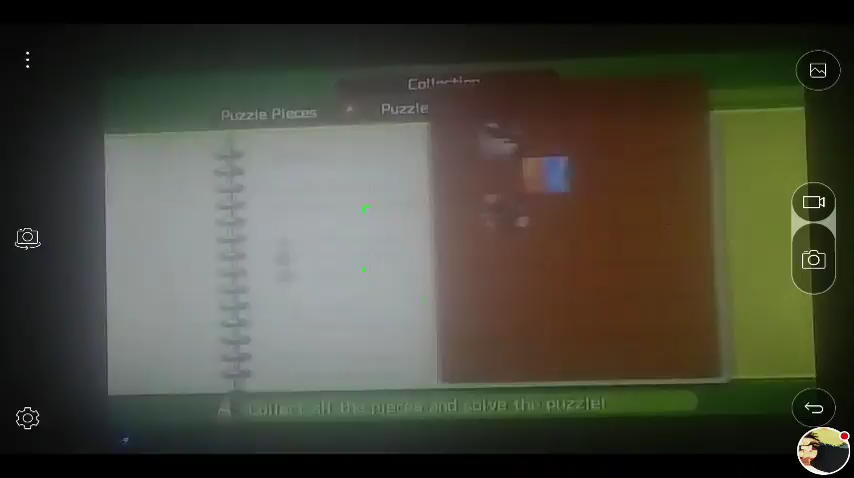 Collection
Puzzle Pieces
Puzzle
Collect all the pieces and solve the puzzle!